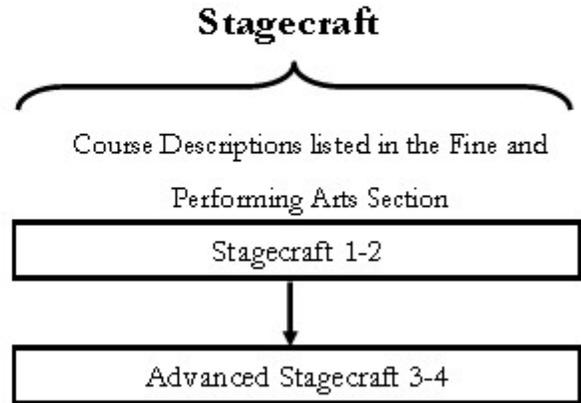 Stagecraft
Course Descriptions listed in the Fine and
Performing Arts Section
Stagecraft 1-2
Advanced Stagecraft 3-4